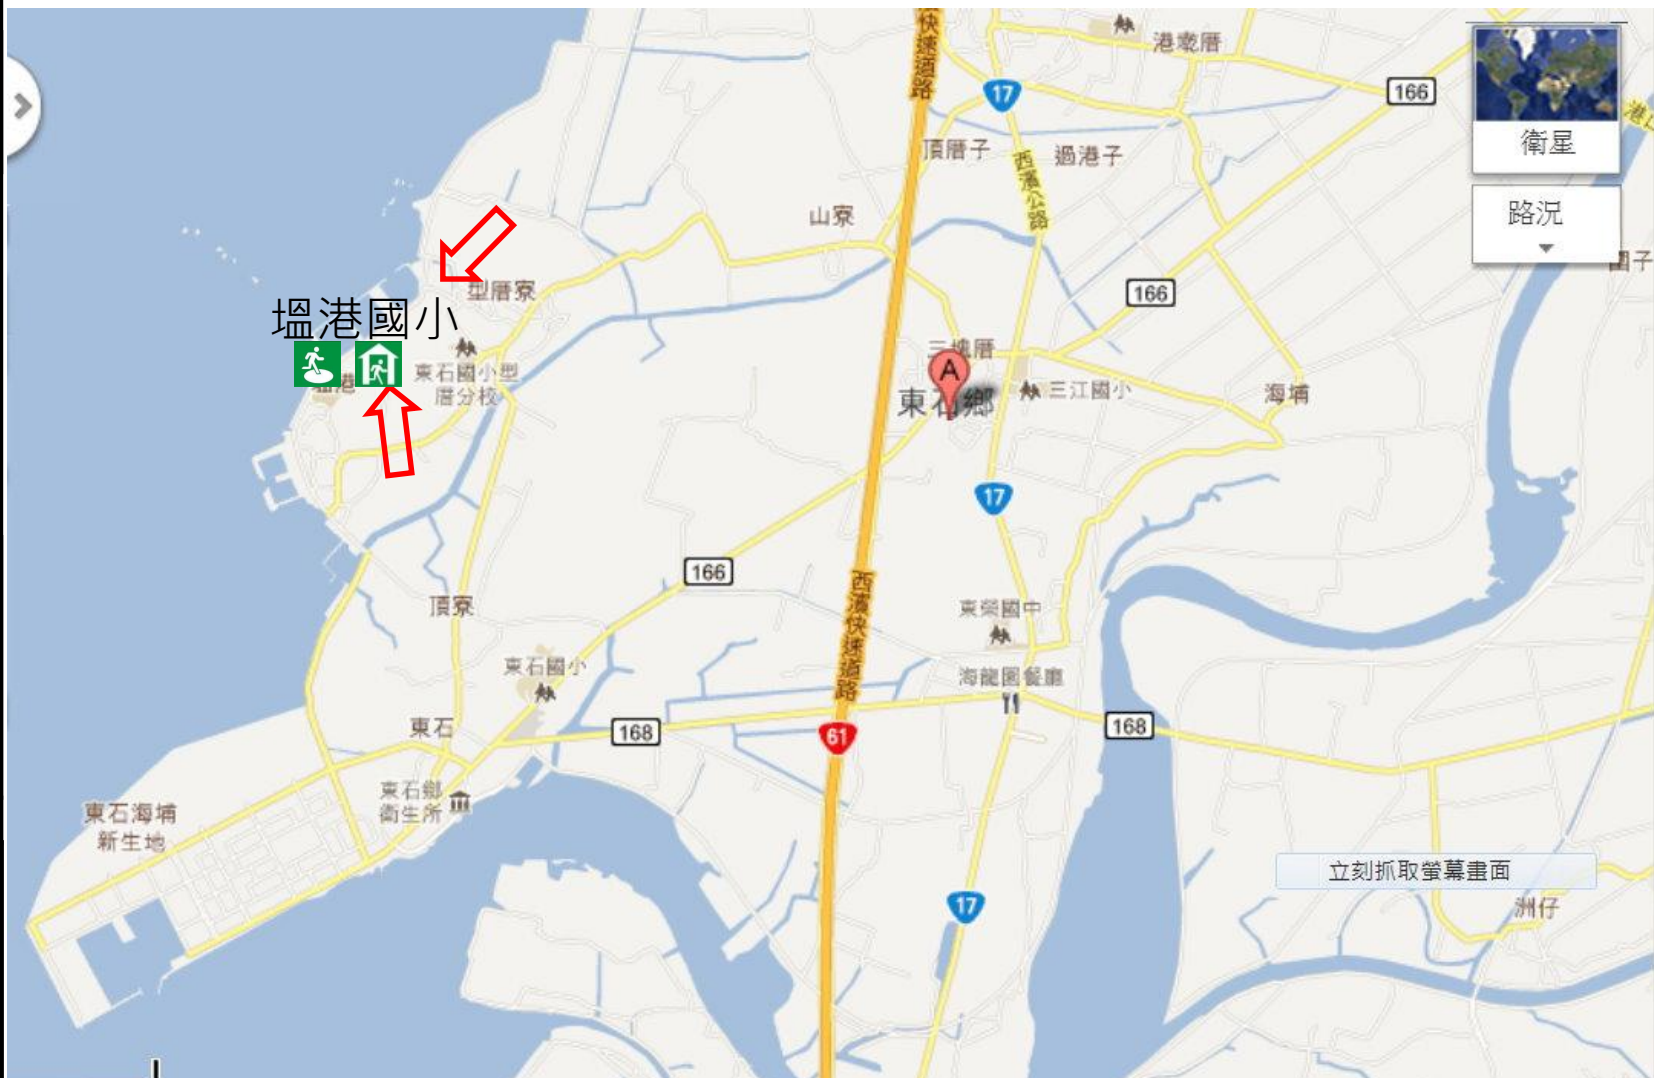 快速道路
港墘厝
17
166
衛星
頂厝子
西濱公路
過港子
山寮
路況
型厝寮
166
塭港國小
三塊厝
A
東石國小型
厝分校
東石鄉
三江國小
海埔
17
166
西濱快速道路
頂寮
東榮國中
東石國小
海龍園餐廳
東石
168
61
168
東石鄉
衛生所
東石海埔
新生地
立刻抓取螢幕畫面
17
洲仔